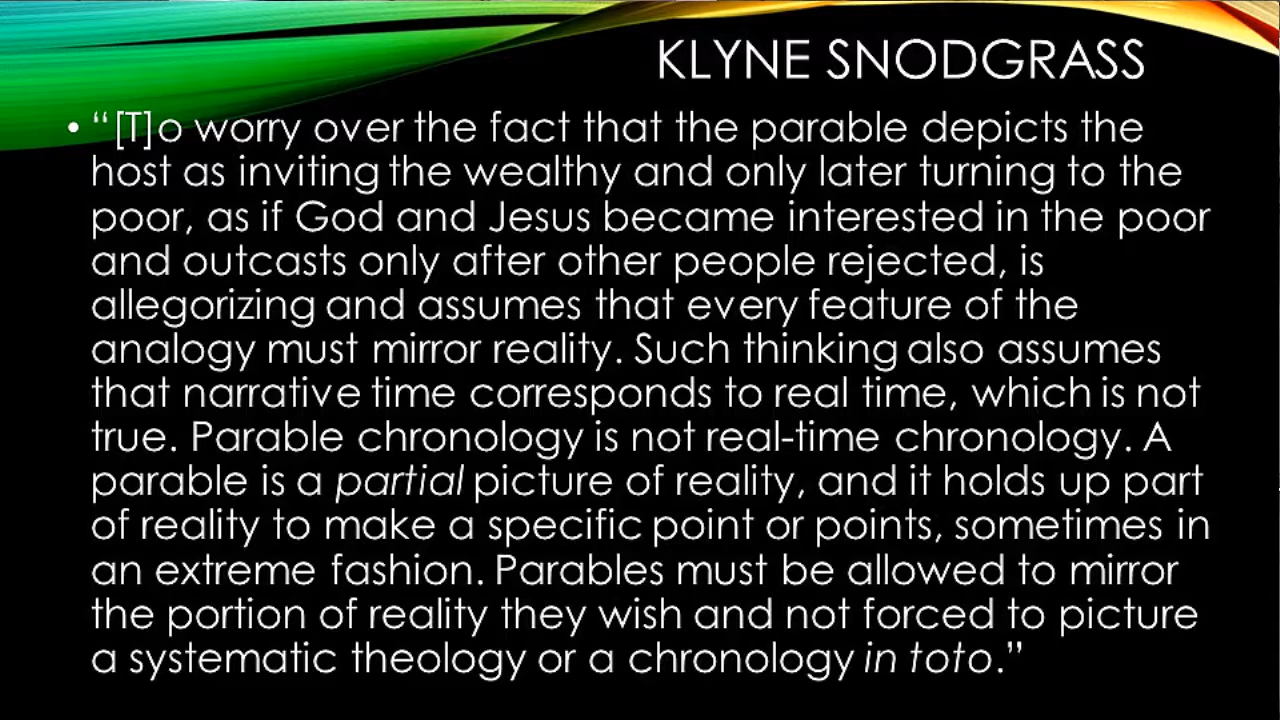 KLYNE SNODGRASS
• “[T]o worry over the fact that the parable depicts the
host as inviting the wealthy and only later turning to the
poor, as if God and Jesus became interested in the poor
and outcasts only after other people rejected, is
allegorizing and assumes that every feature of the
analogy must mirror reality. Such thinking also assumes
that narrative time corresponds to real time, which is not
true. Parable chronology is not real-time chronology. A
parable is a partial picture of reality, and it holds up part
of reality to make a specific point or points, sometimes in
an extreme fashion. Parables must be allowed to mirror
the portion of reality they wish and not forced to picture
a systematic theology or a chronology in toto.”